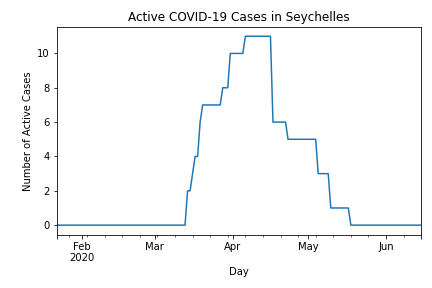 Active COVID-19 Cases in Seychelles
Number of Active Cases
10
8
6
4
2
0
Feb Mar Apr May Jun
2020
Day